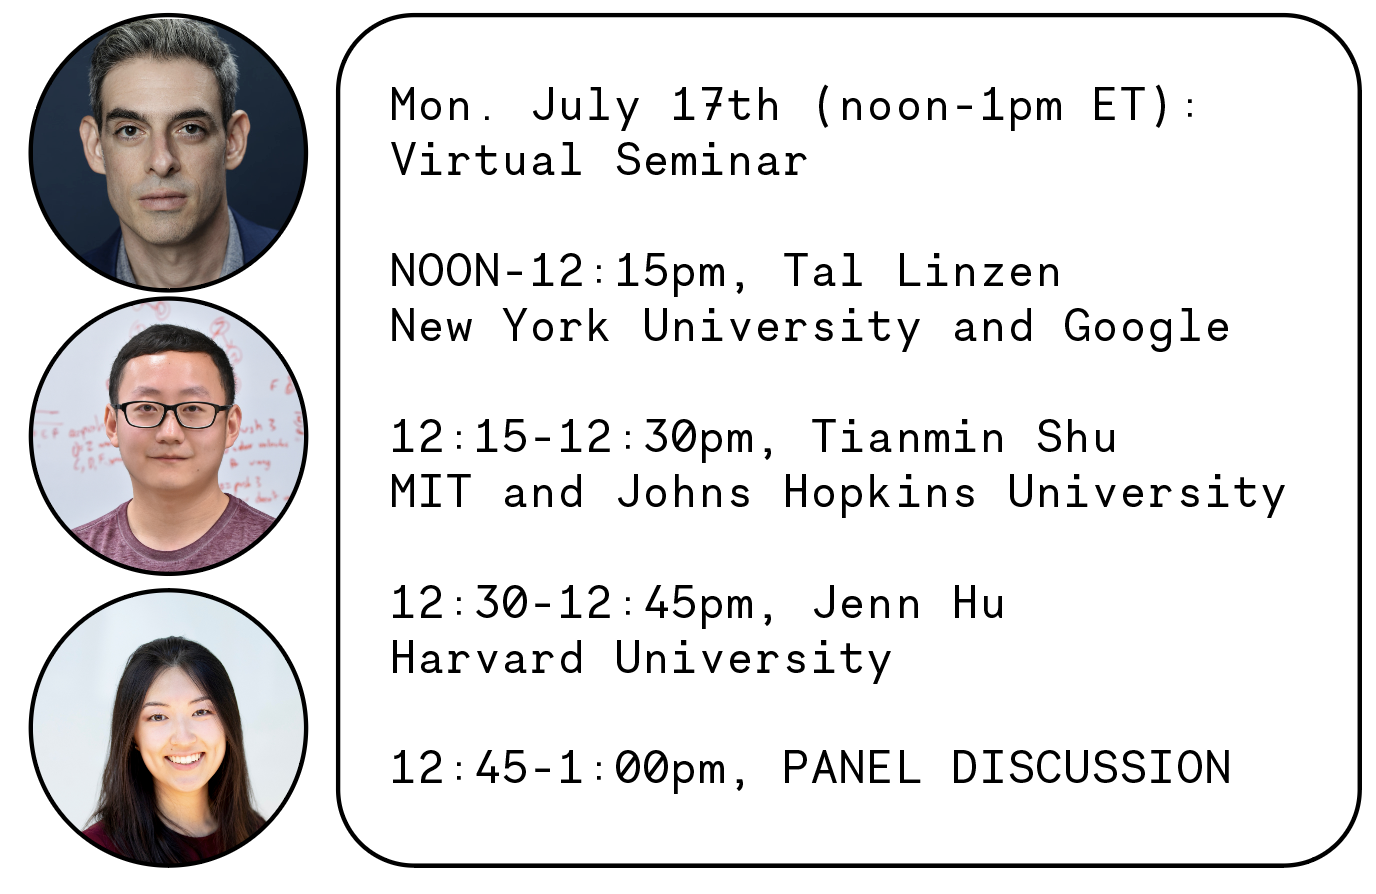 Mon. July 17th (noon-1pm ET):
Virtual Seminar
NOON-12:15pm, Tal Linzen
New York University and Google
12:15-12:30pm, Tianmin Shu
MIT and Johns Hopkins University
12:30-12:45pm, Jenn Hu
Harvard University
12:45-1:00pm, PANEL DISCUSSION